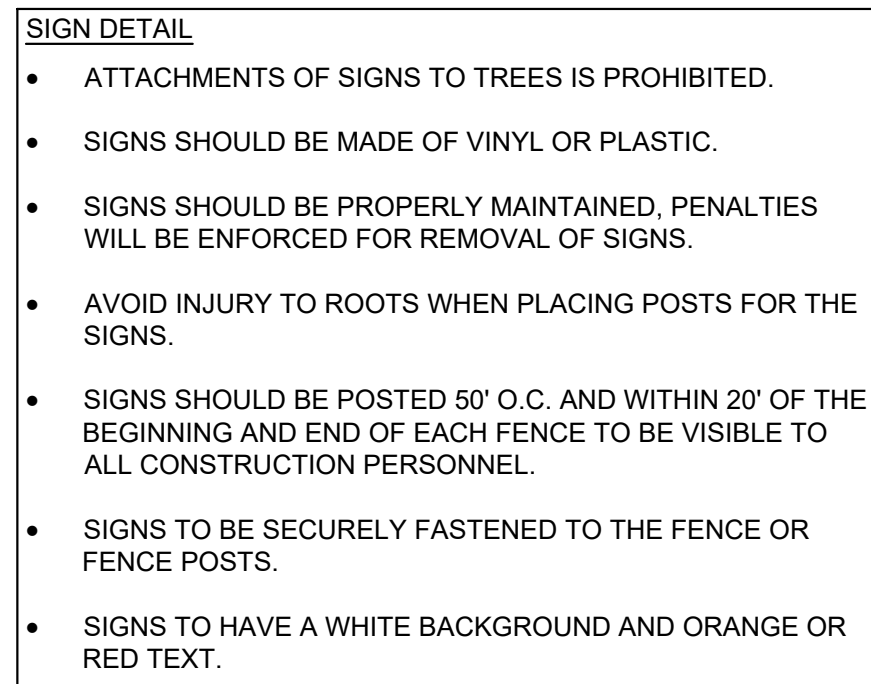 SIGN DETAIL
• ATTACHMENTS OF SIGNS TO TREES IS PROHIBITED.
• SIGNS SHOULD BE MADE OF VINYL OR PLASTIC.
• SIGNS SHOULD BE PROPERLY MAINTAINED, PENALTIES
WILL BE ENFORCED FOR REMOVAL OF SIGNS.
• AVOID INJURY TO ROOTS WHEN PLACING POSTS FOR THE
SIGNS.
• SIGNS SHOULD BE POSTED 50' O.C. AND WITHIN 20' OF THE
BEGINNING AND END OF EACH FENCE TO BE VISIBLE TO
ALL CONSTRUCTION PERSONNEL.
• SIGNS TO BE SECURELY FASTENED TO THE FENCE OR
FENCE POSTS.
• SIGNS TO HAVE A WHITE BACKGROUND AND ORANGE OR
RED TEXT.